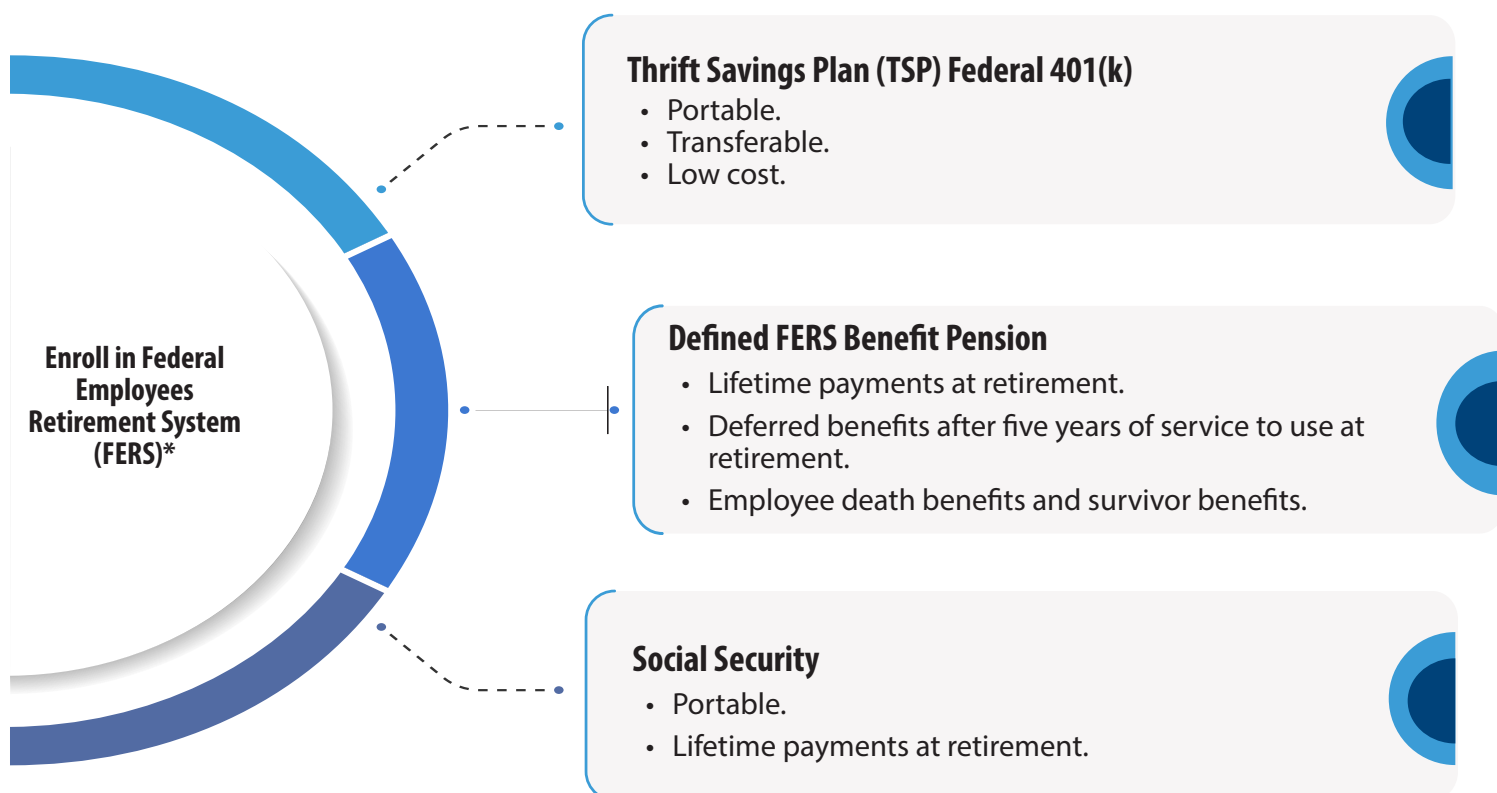 Enroll in Federal
Employees
Retirement System
(FERS)*
Thrift Savings Plan (TSP) Federal 401(k)
• Portable.
• Transferable.
• Low cost.
Defined FERS Benefit Pension
• Lifetime payments at retirement.
• Deferred benefits after five years of service to use at
retirement.
• Employee death benefits and survivor benefits.
Social Security
• Portable.
• Lifetime payments at retirement.